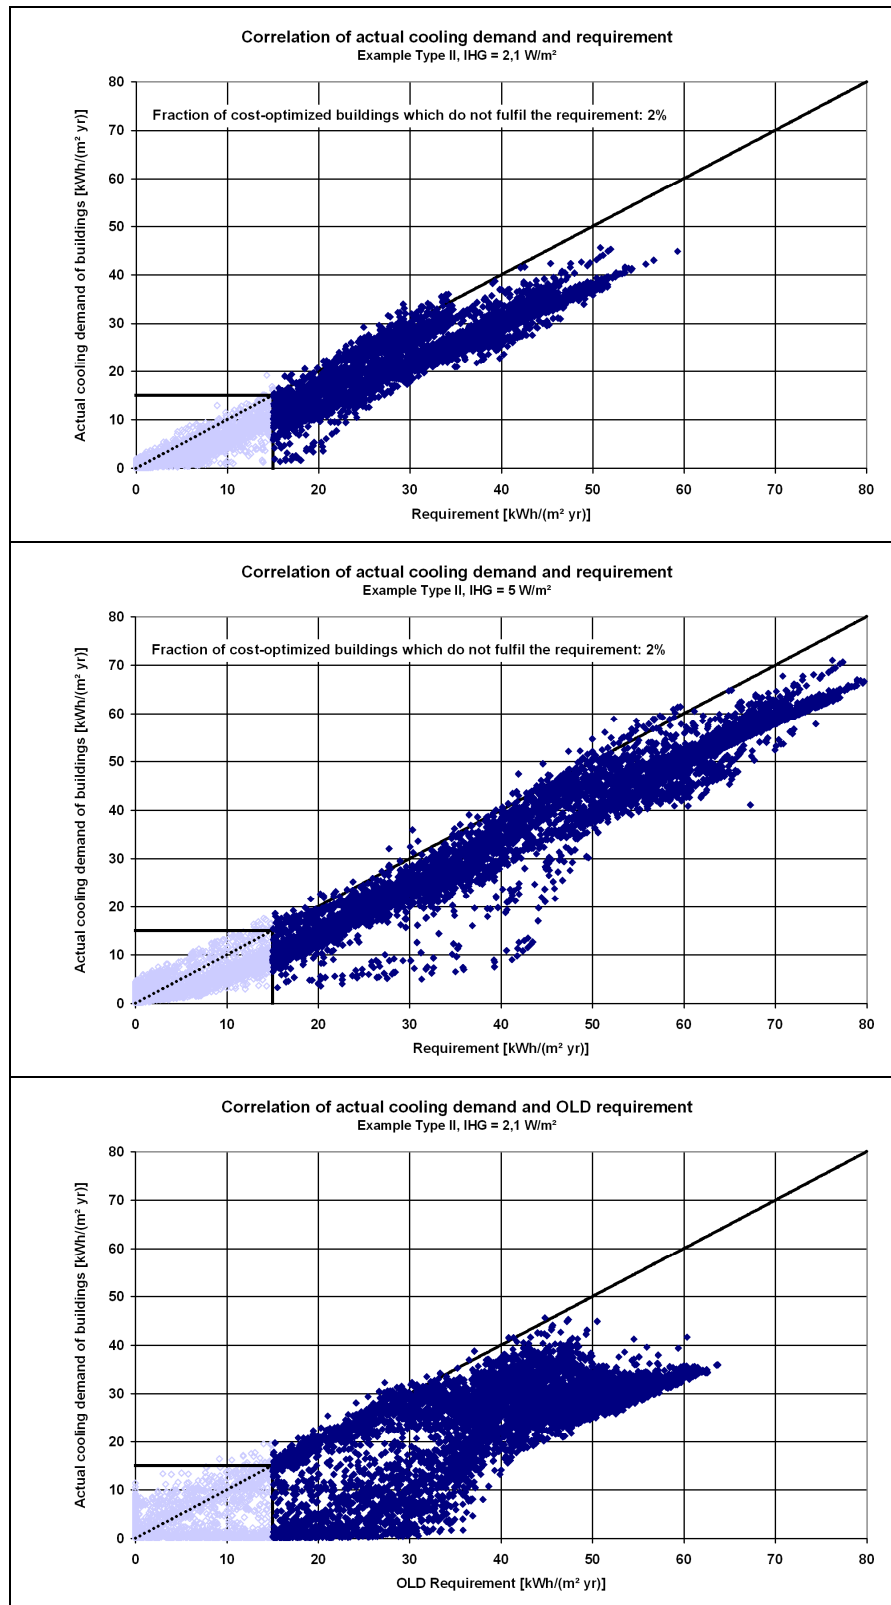 Correlation of actual cooling demand and requirement
Example Type II, IHG = 2,1 W/m²
Fraction of cost-optimized buildings which do not fulfil the requirement: 2%
Actual cooling demand of buildings [kWh/(m² yr)]
80
70
60
50
40
30
20
10
0
0 10 20 30 40 50 60 70 80
Requirement [kWh/(m² yr)]
Correlation of actual cooling demand and requirement
Example Type II, IHG = 5 W/m²
Fraction of cost-optimized buildings which do not fulfil the requirement: 2%
Actual cooling demand of buildings [kWh/(m² yr)]
80
70
60
50
40
30
20
10
0
0 10 20 30 40 50 60 70 80
Requirement [kWh/(m² yr)]
Correlation of actual cooling demand and OLD requirement
Example Type II, IHG = 2,1 W/m²
Actual cooling demand of buildings [kWh/(m² yr)]
80
70
60
50
40
30
20
10
0
0 10 20 30 40 50 60 70 80
OLD Requirement [kWh/(m² yr)]